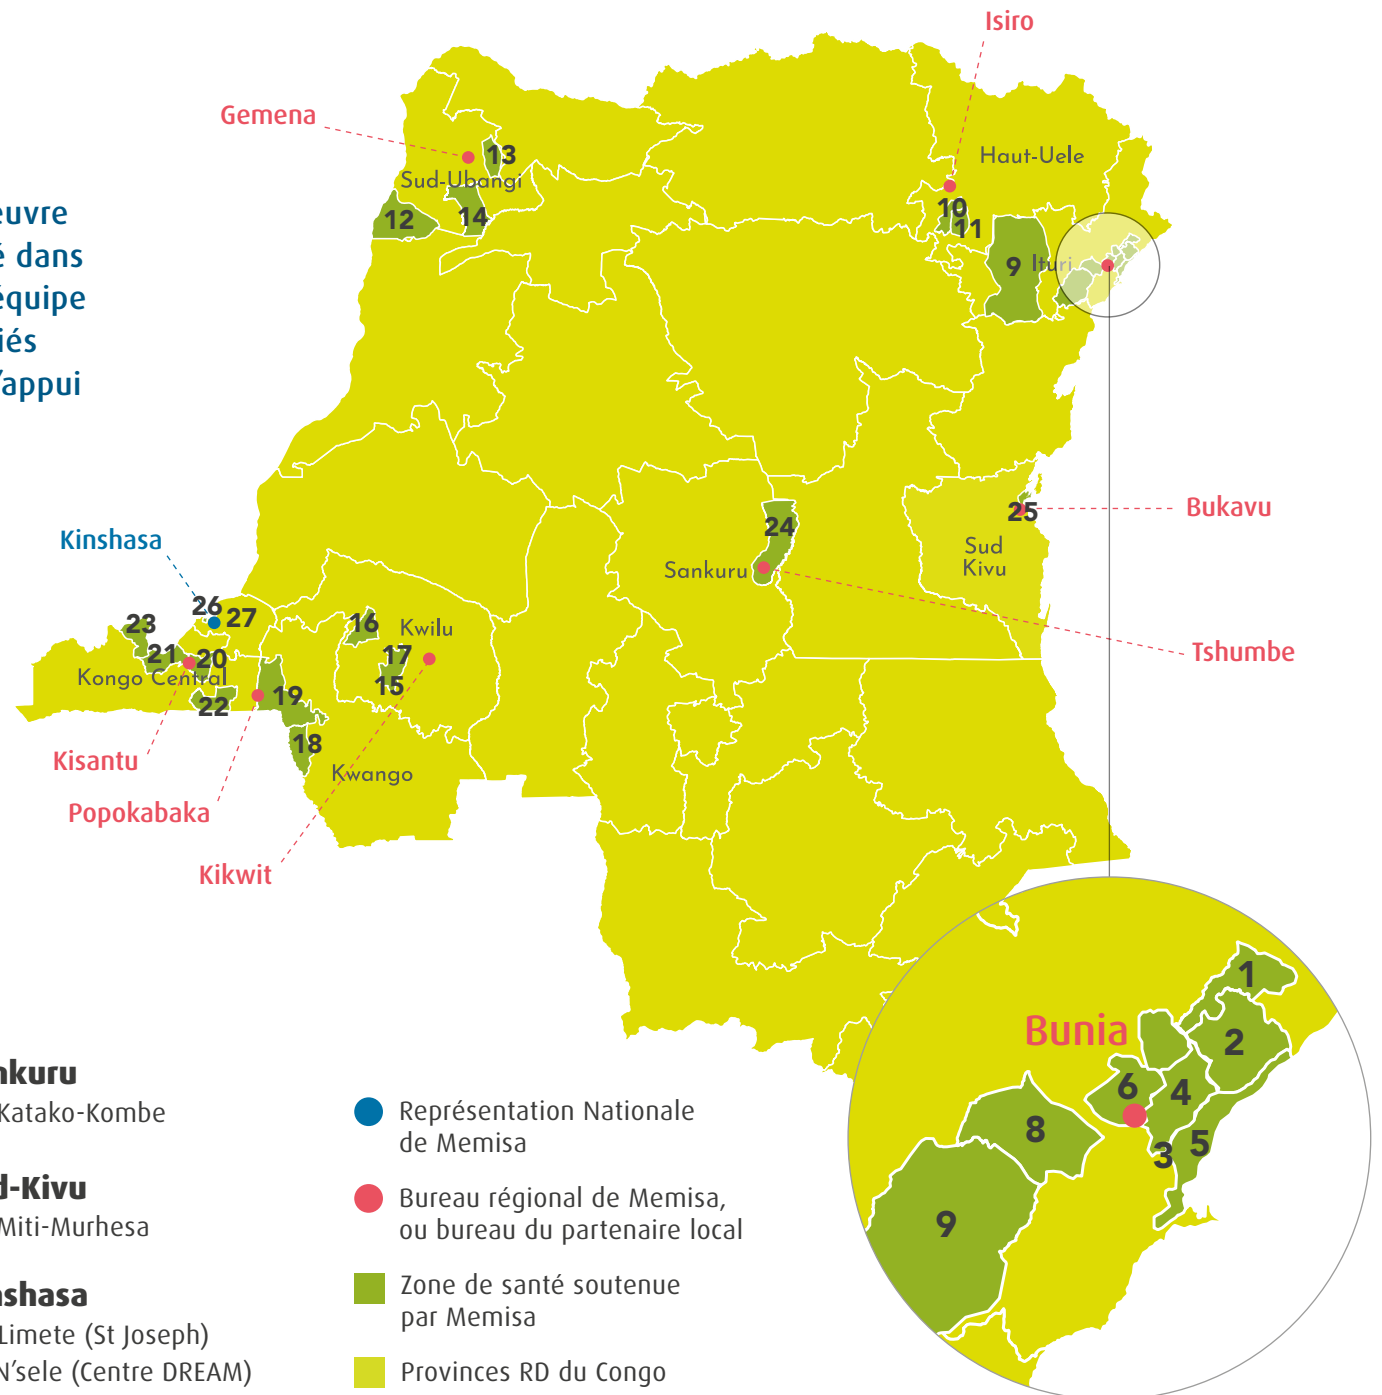 Isiro
Gemena
13
Haut-Uele
Sud-Ubangi
12
14
10
11
9
Ituri
euvre
é dans
équipe
iés
'appui
25
Bukavu
24
Sud
Kivu
Sankuru
Kinshasa
26
27
23
16
Kwilu
21
20
17
Kongo Central
15
19
22
Tshumbe
18
Kisantu
Kwango
Popokabaka
Kikwit
1
Bunia
2
6
4
8
3
5
9
nkuru
Katako-Kombe
d-Kivu
Miti-Murhesa
nshasa
Limete (St Joseph)
N'sele (Centre DREAM)
Représentation Nationale
de Memisa
Bureau régional de Memisa,
ou bureau du partenaire local
Zone de santé soutenue
par Memisa
Provinces RD du Congo